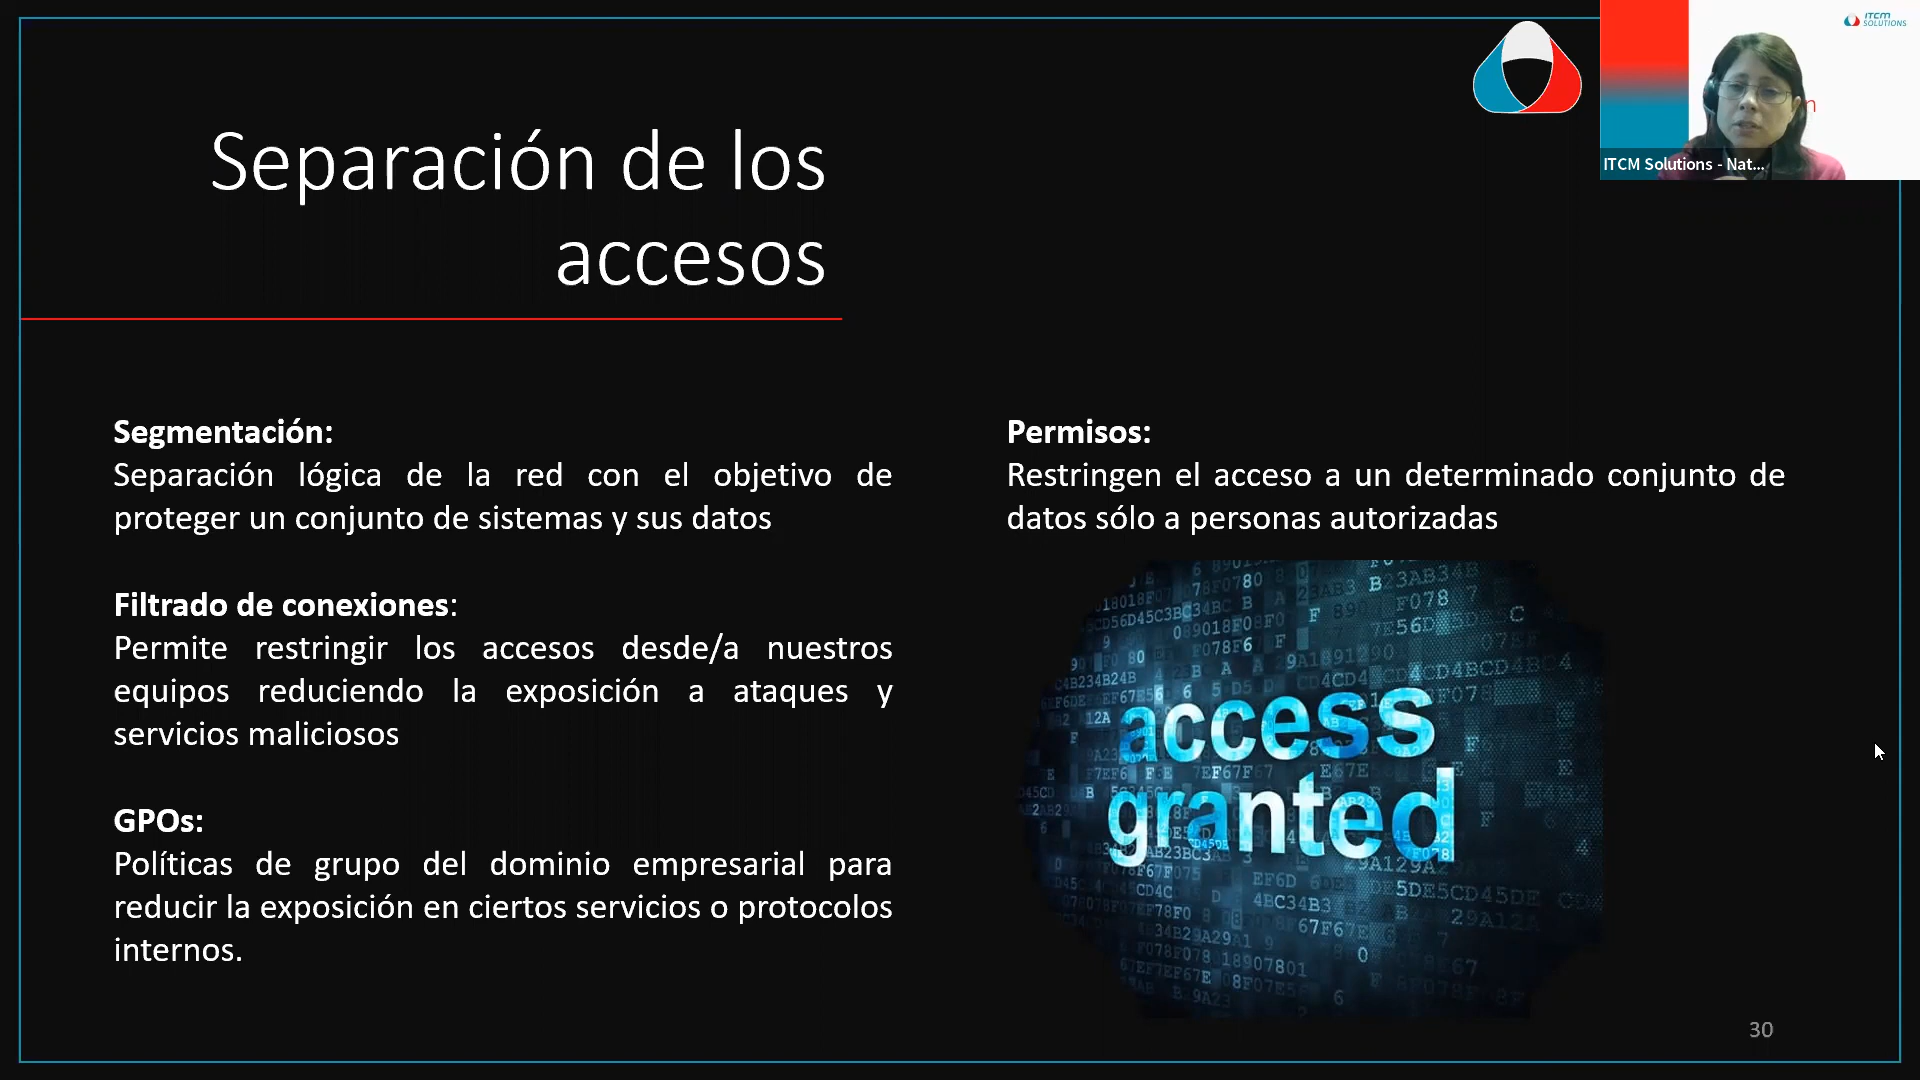 Separación de los
accesos
ITCM
SOLUTIONS
ITCM Solutions - Nat...
Segmentación:
Separación lógica de la red con el objetivo de
proteger un conjunto de sistemas y sus datos
Filtrado de conexiones:
Permite restringir los accesos desde/a nuestros
equipos reduciendo la exposición a ataques y
servicios maliciosos
GPOs:
Políticas de grupo del dominio empresarial para
reducir la exposición en ciertos servicios o protocolos
internos.
Permisos:
Restringen el acceso a un determinado conjunto de
datos sólo a personas autorizadas
access
granted
30